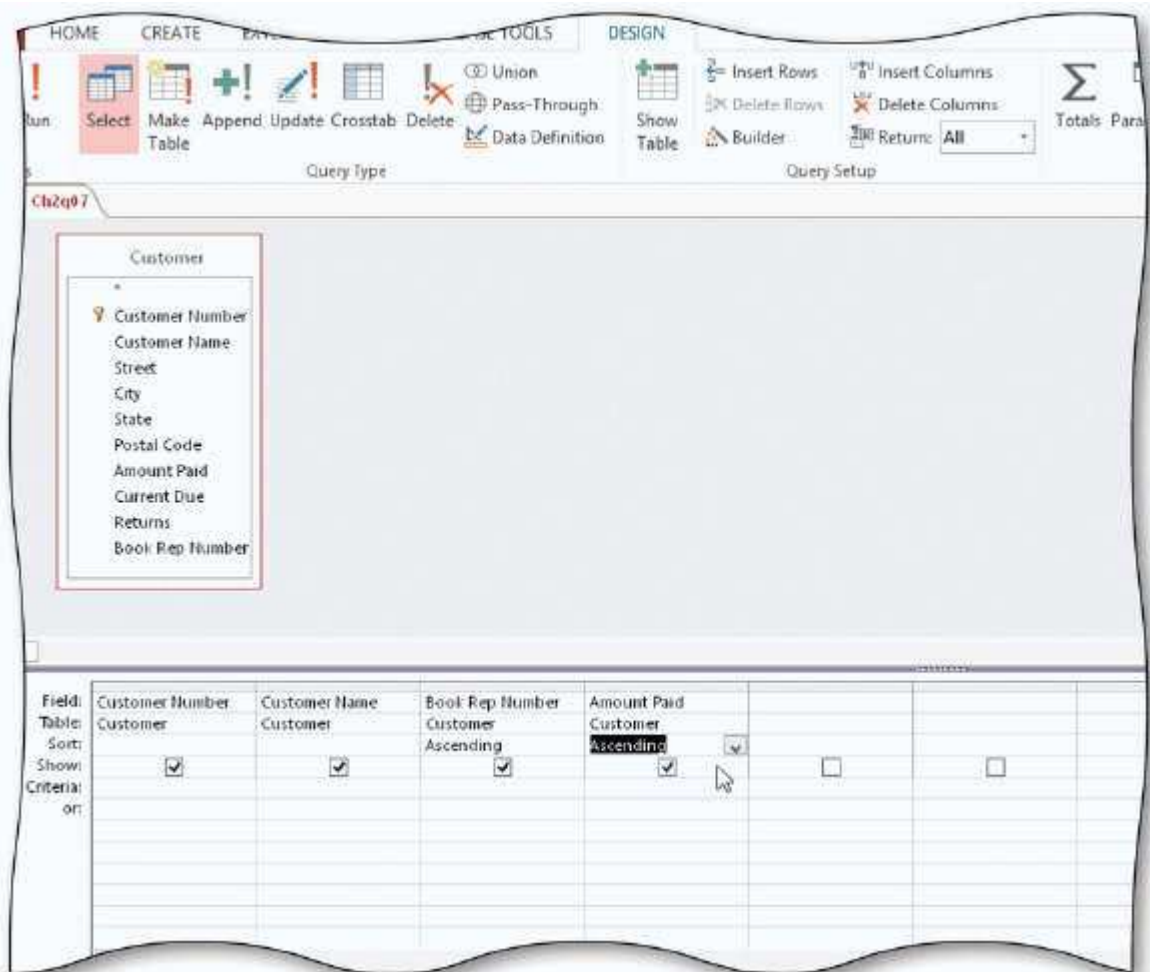 HOME CREATE TOOLS DESIGN
Select Make Table Append Update Crosstab Delete
Union
Pass-Through
Data Definition
Query Type
Show Table
Insert Rows
Delete Rows
Builder
Insert Columns
Delete Columns
Return: All
Query Setup
Totals
Ch2q07
Customer
*
Customer Number
Customer Name
Street
City
State
Postal Code
Amount Paid
Current Due
Returns
Book Rep Number
Field: Customer Number Customer Name Book Rep Number Amount Paid
Table: Customer Customer Customer Customer
Sort: Ascending Ascending
Show:
Criteria:
or: